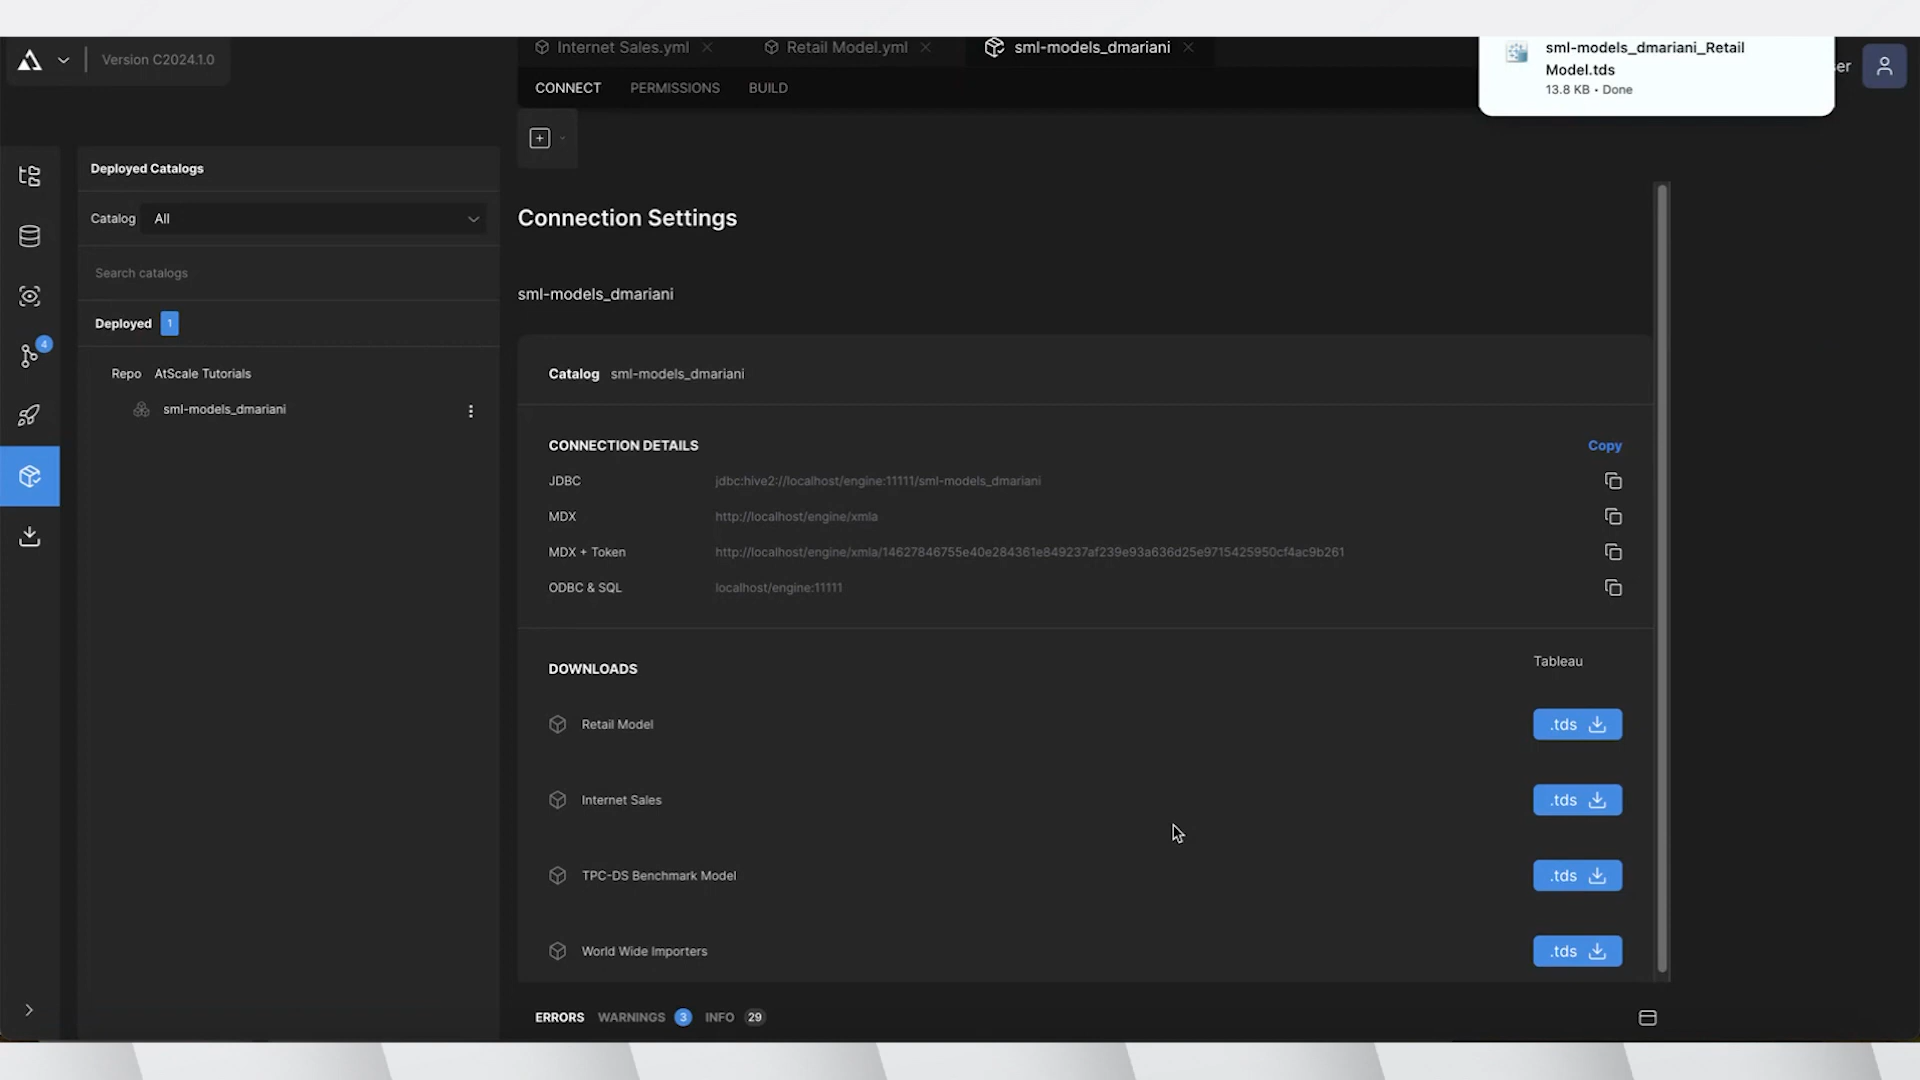 Version C2024.1.0
Internet Sales.yml
Retail Model.yml
sml-models_dmariani
sml-models_dmariani_Retail
Model.tds
13.8 KB • Done
er
CONNECT
PERMISSIONS
BUILD
Deployed Catalogs
Catalog All
Search catalogs
Deployed 1
Repo AtScale Tutorials
sml-models_dmariani
4
Connection Settings
sml-models_dmariani
Catalog sml-models_dmariani
CONNECTION DETAILS
Copy
JDBC jdbc:hive2://localhost/engine:11111/sml-models_dmariani
MDX http://localhost/engine/xmla
MDX + Token http://localhost/engine/xmla/14627846755e40e284361e849237af239e93a636d25e9715425950cf4ac9b261
ODBC & SQL localhost/engine:11111
DOWNLOADS
Tableau
Retail Model .tds
Internet Sales .tds
TPC-DS Benchmark Model .tds
World Wide Importers .tds
ERRORS WARNINGS 3 INFO 29